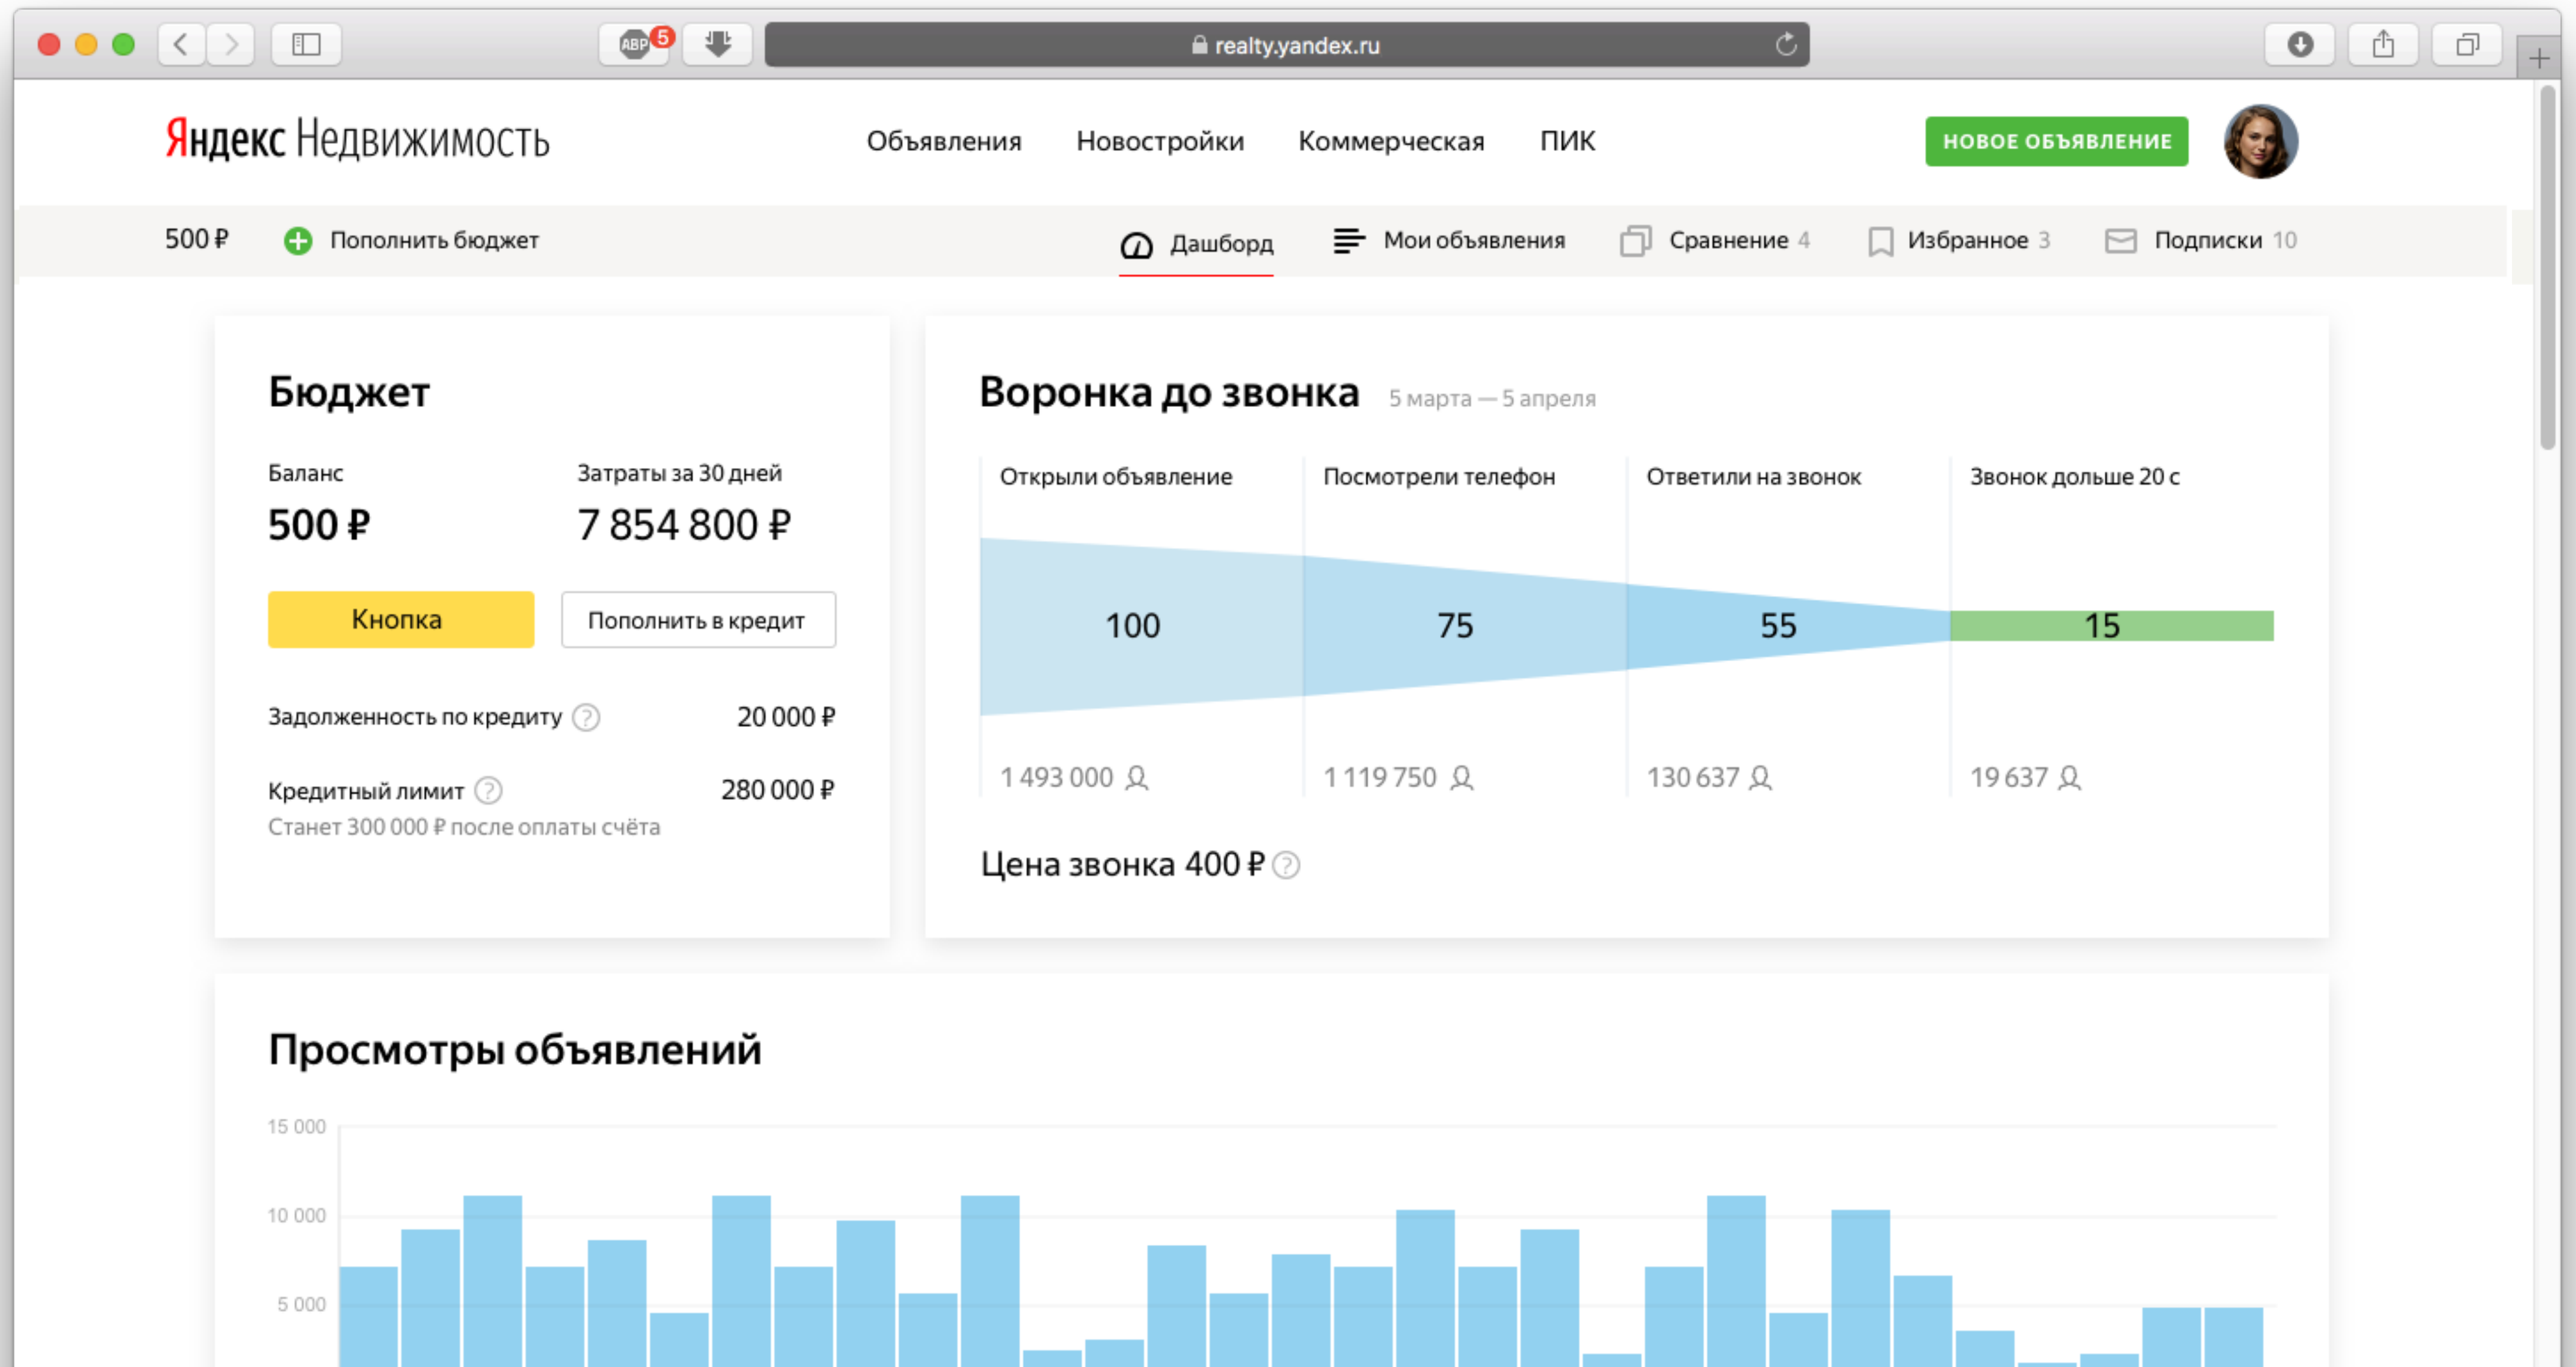 ABP 5
realty.yandex.ru
Яндекс Недвижимость
Объявления Новостройки Коммерческая ПИК
НОВОЕ ОБЪЯВЛЕНИЕ
500 ₽ Пополнить бюджет
Дашборд Мои объявления Сравнение 4 Избранное 3 Подписки 10
Бюджет
Баланс Затраты за 30 дней
500 ₽ 7 854 800 ₽
Кнопка Пополнить в кредит
Задолженность по кредиту ? 20 000 ₽
Кредитный лимит ? 280 000 ₽
Станет 300 000 ₽ после оплаты счёта
Воронка до звонка 5 марта — 5 апреля
Открыли объявление Посмотрели телефон Ответили на звонок Звонок дольше 20 с
100 75 55 15
1 493 000 1 119 750 130 637 19 637
Цена звонка 400 ₽ ?
Просмотры объявлений
15 000
10 000
5 000